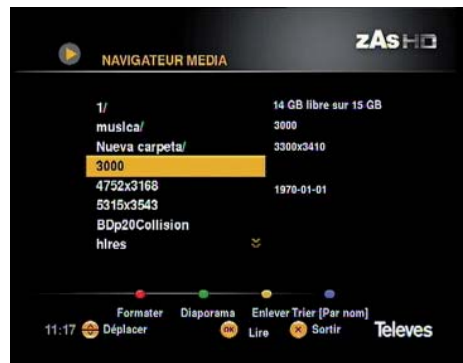 zAs HD
NAVIGATEUR MEDIA
1/
musica/
Nueva carpeta/
3000
4752x3168
5315x3543
BDp20Collision
hires
14 GB libre sur 15 GB
3000
3300x3410
1970-01-01
Formater Diaporama Enlever Trier [Par nom]
11:17 Déplacer OK Lire Sortir Televes